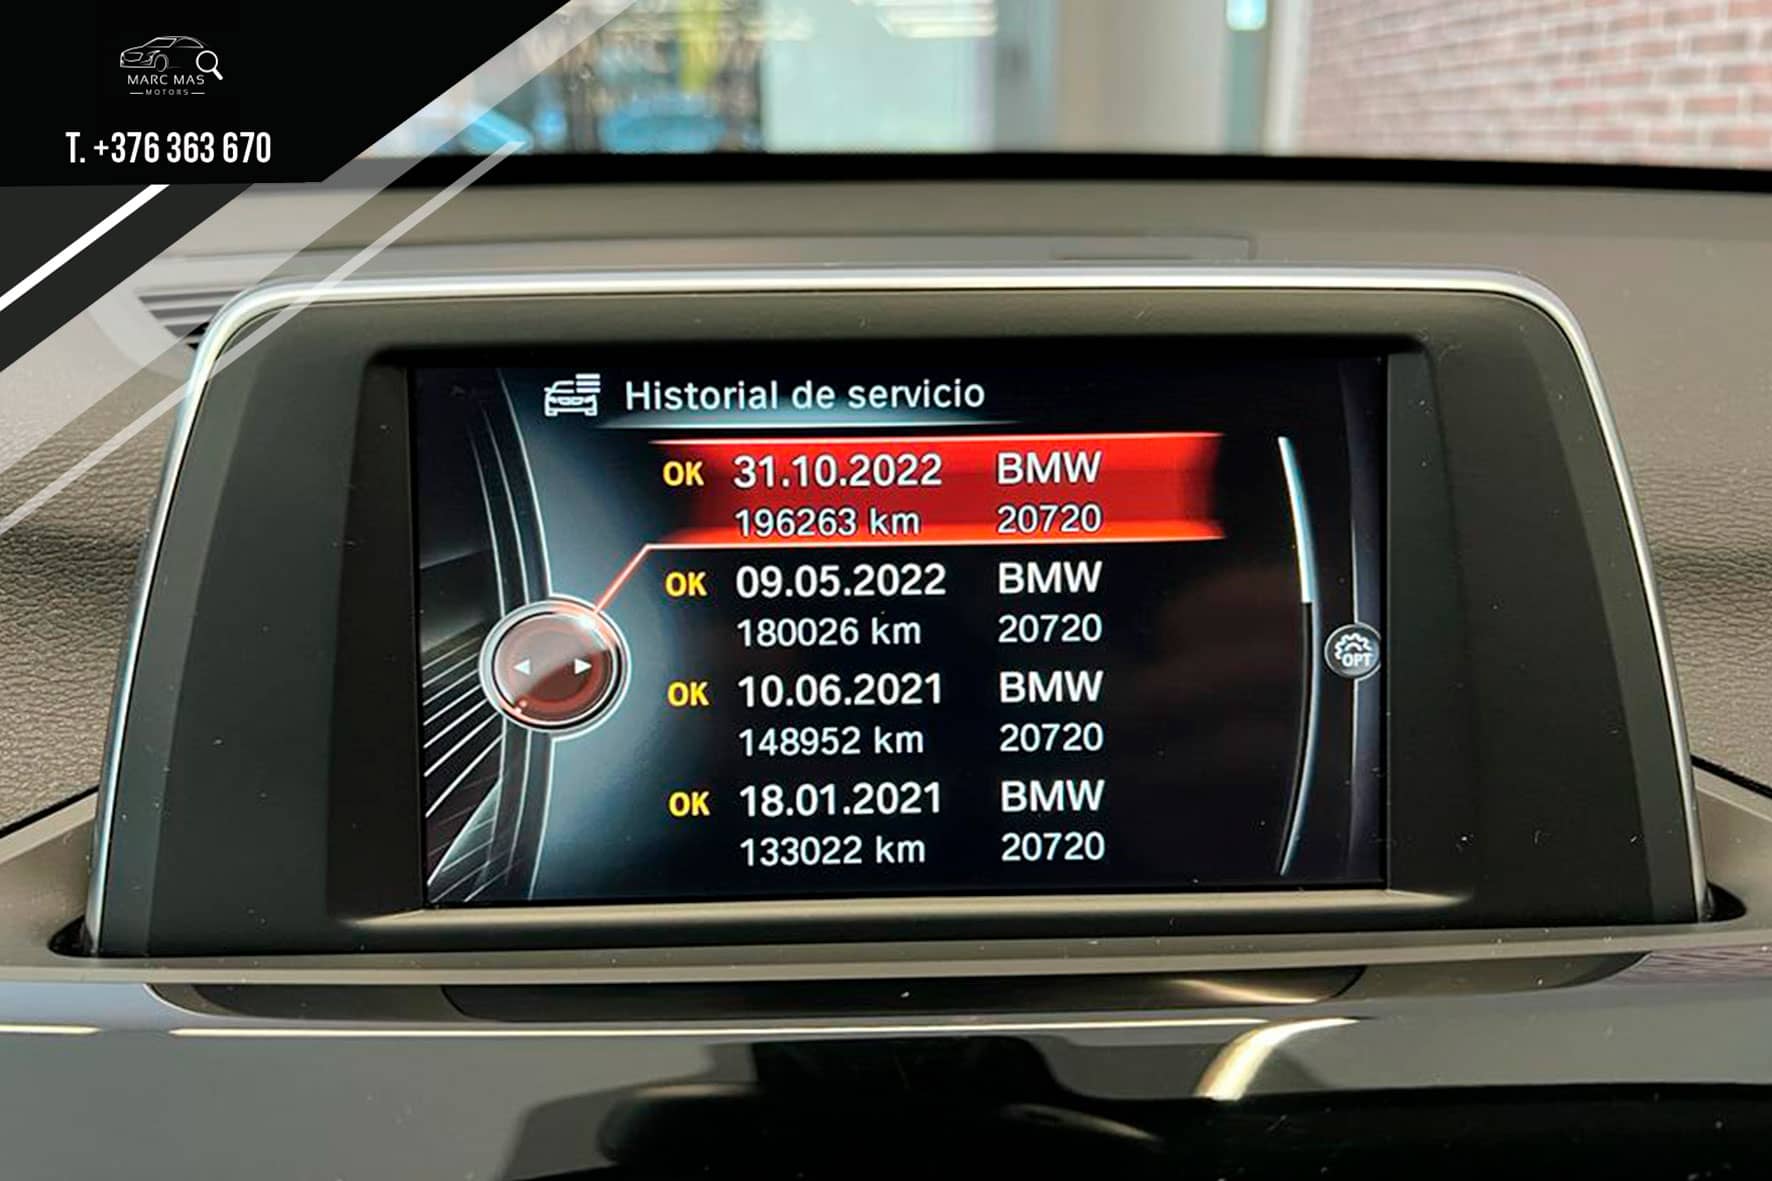 MARC MAS
MOTORS
T. +376 363 670
Historial de servicio
OK 31.10.2022 BMW
196263 km 20720
OK 09.05.2022 BMW
180026 km 20720
OK 10.06.2021 BMW
148952 km 20720
OK 18.01.2021 BMW
133022 km 20720
OPT